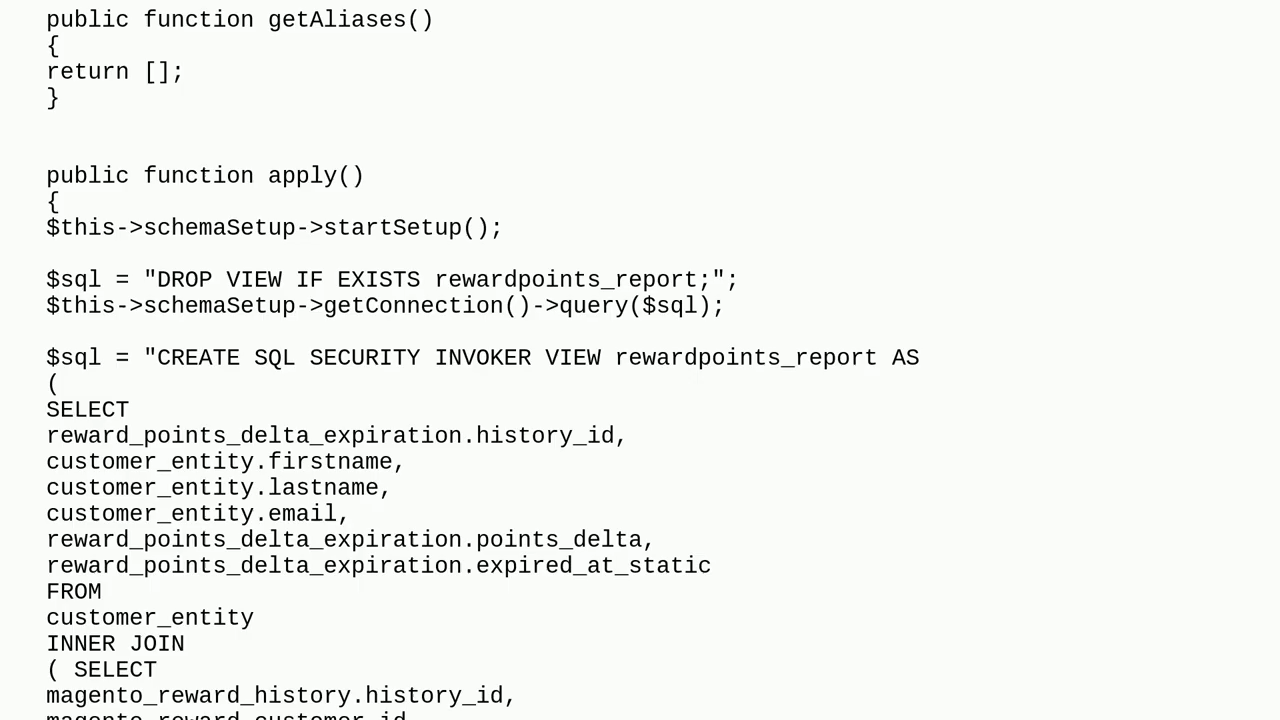 public function getAliases()
{
return [];
}
public function apply()
{
$this->schemaSetup->startSetup();
$sql = "DROP VIEW IF EXISTS rewardpoints_report;";
$this->schemaSetup->getConnection()->query($sql);
$sql = "CREATE SQL SECURITY INVOKER VIEW rewardpoints_report AS
(
SELECT
reward_points_delta_expiration.history_id,
customer_entity.firstname,
customer_entity.lastname,
customer_entity.email,
reward_points_delta_expiration.points_delta,
reward_points_delta_expiration.expired_at_static
FROM
customer_entity
INNER JOIN
( SELECT
magento_reward_history.history_id,
magento_reward.customer_id